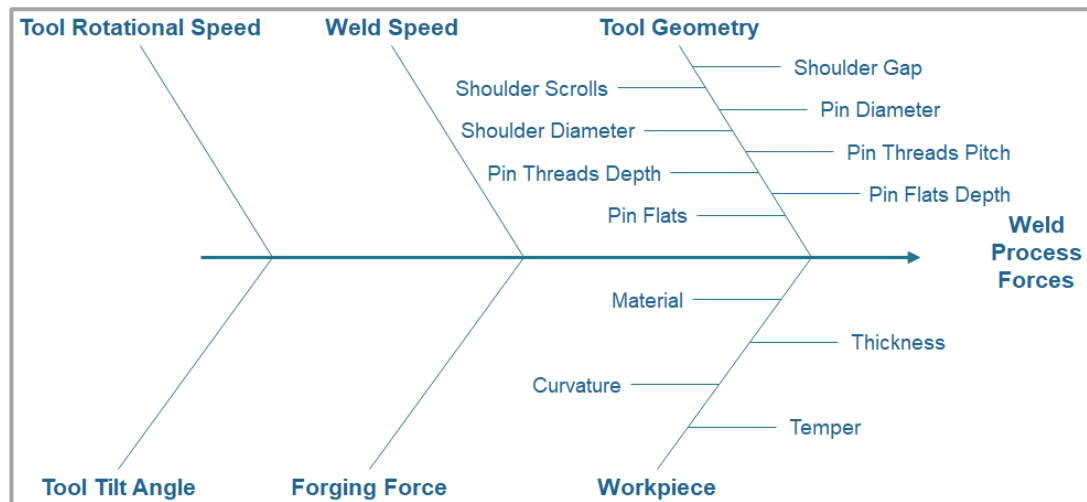 Tool Rotational Speed
Weld Speed
Tool Geometry
Shoulder Gap
Shoulder Scrolls
Pin Diameter
Shoulder Diameter
Pin Threads Pitch
Pin Threads Depth
Pin Flats Depth
Pin Flats
Weld
Process
Forces
Material
Thickness
Curvature
Temper
Tool Tilt Angle
Forging Force
Workpiece